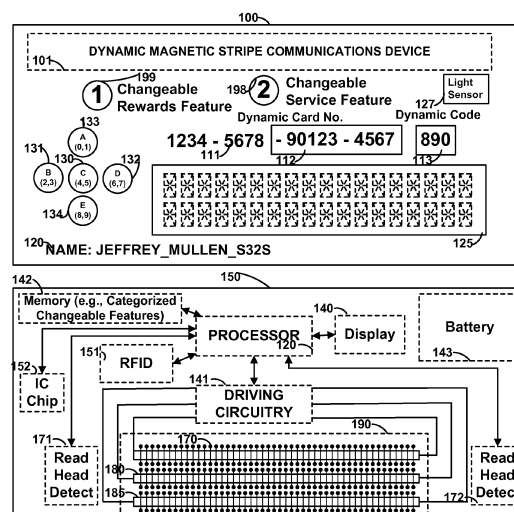 100
DYNAMIC MAGNETIC STRIPE COMMUNICATIONS DEVICE
101
199
198
1 Changeable Rewards Feature
2 Changeable Service Feature
Light Sensor
127
133
Dynamic Card No.
Dynamic Code
A (0,1)
1234 - 5678
- 90123 - 4567
890
111
112
113
131
130
132
B (2,3)
C (4,5)
D (6,7)
E (8,9)
134
125
120
NAME: JEFFREY_MULLEN_S32S
150
142
Memory (e.g., Categorized Changeable Features)
140
PROCESSOR
120
Display
Battery
143
151
RFID
152
IC Chip
141
DRIVING CIRCUITRY
190
171
170
Read Head Detect
180
185
Read Head Detect
172